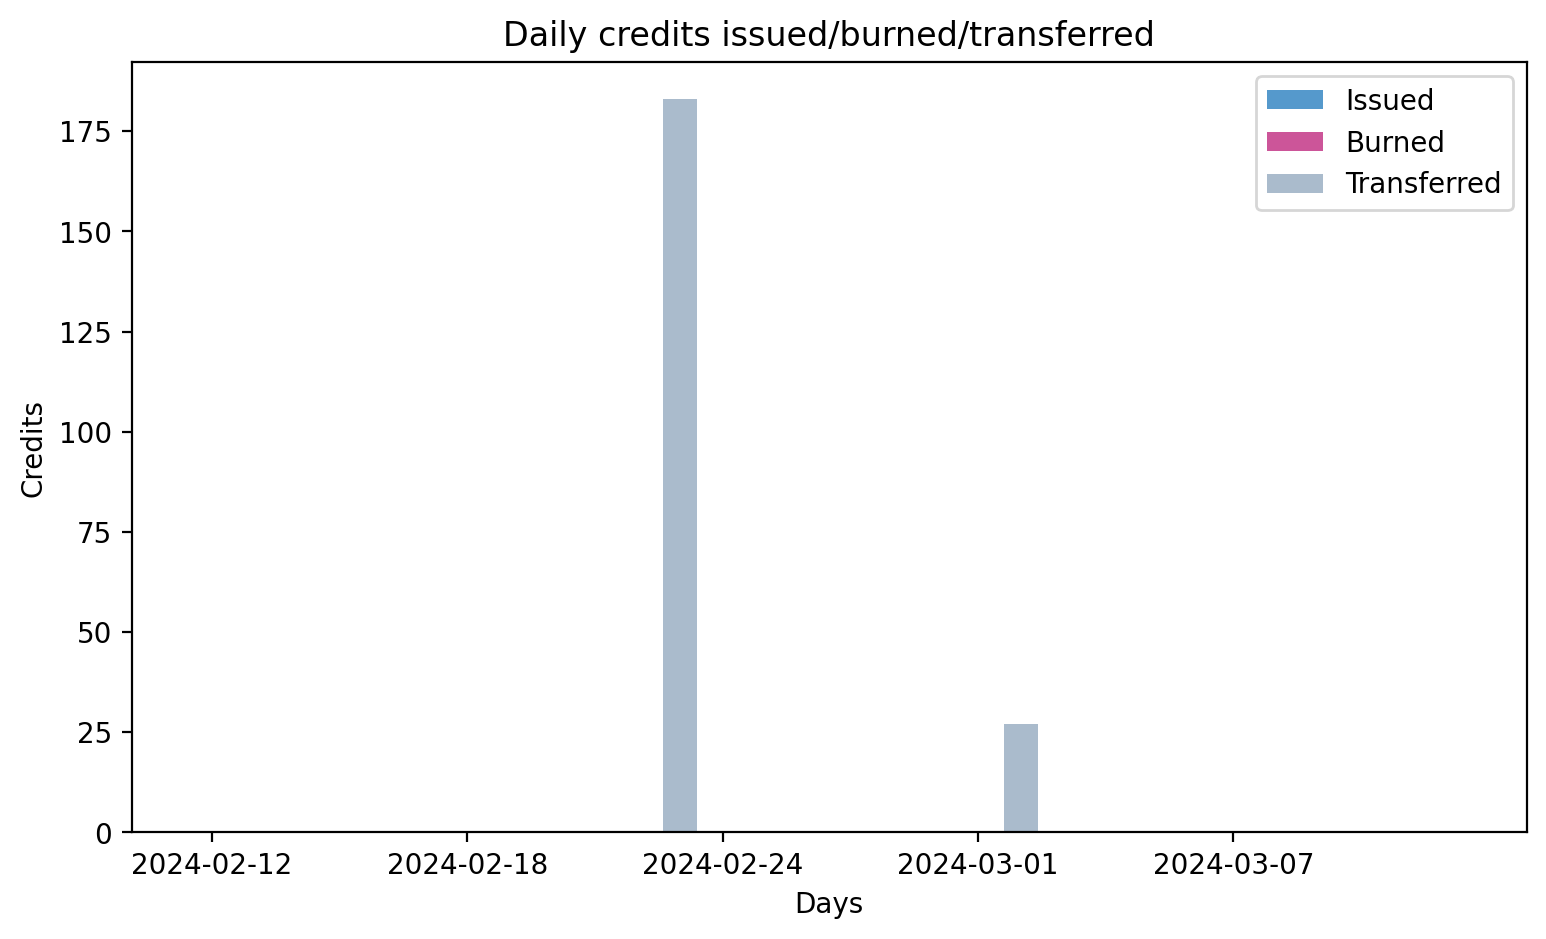 Daily credits issued/burned/transferred
Issued
Burned
Transferred
175
150
125
100
75
50
25
0
Credits
2024-02-12
2024-02-18
2024-02-24
2024-03-01
2024-03-07
Days